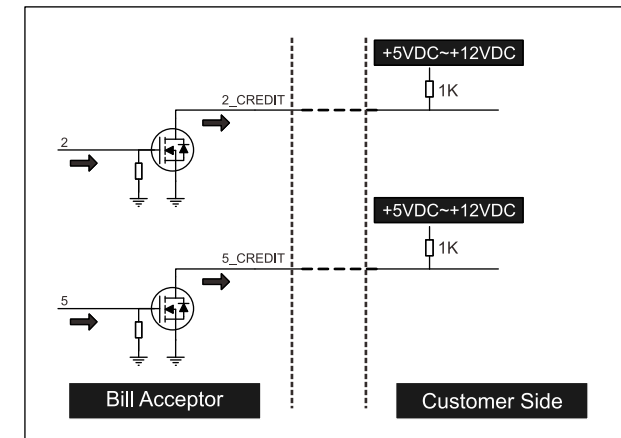 +5VDC~+12VDC
1K
2_CREDIT
2
+5VDC~+12VDC
1K
5_CREDIT
5
Bill Acceptor
Customer Side